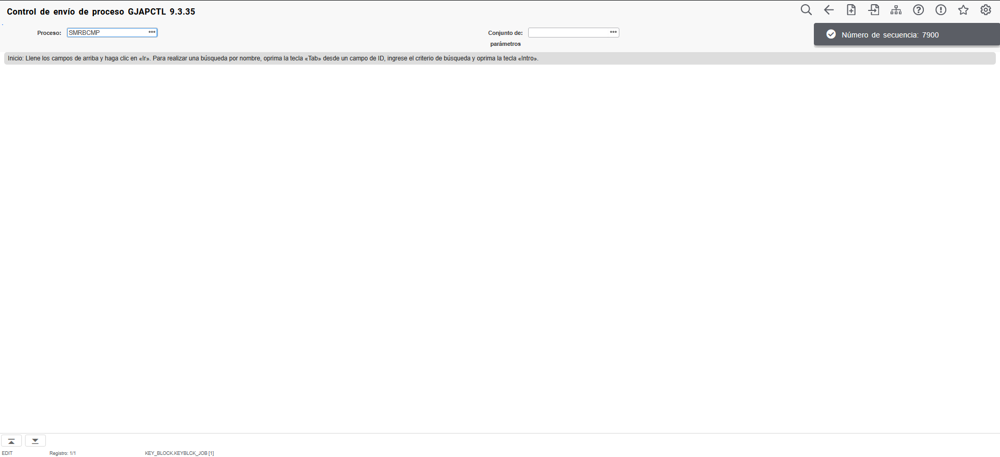 Control de envío de proceso GJAPCTL 9.3.35
Proceso: SMRBCMP •••
Conjunto de: •••
parámetros
Número de secuencia: 7900
Inicio: Llene los campos de arriba y haga clic en «Ir». Para realizar una búsqueda por nombre, oprima la tecla «Tab» desde un campo de ID, ingrese el criterio de búsqueda y oprima la tecla «Intro».
EDIT Registro: 1/1 KEY_BLOCK.KEYBLCK_JOB [1]